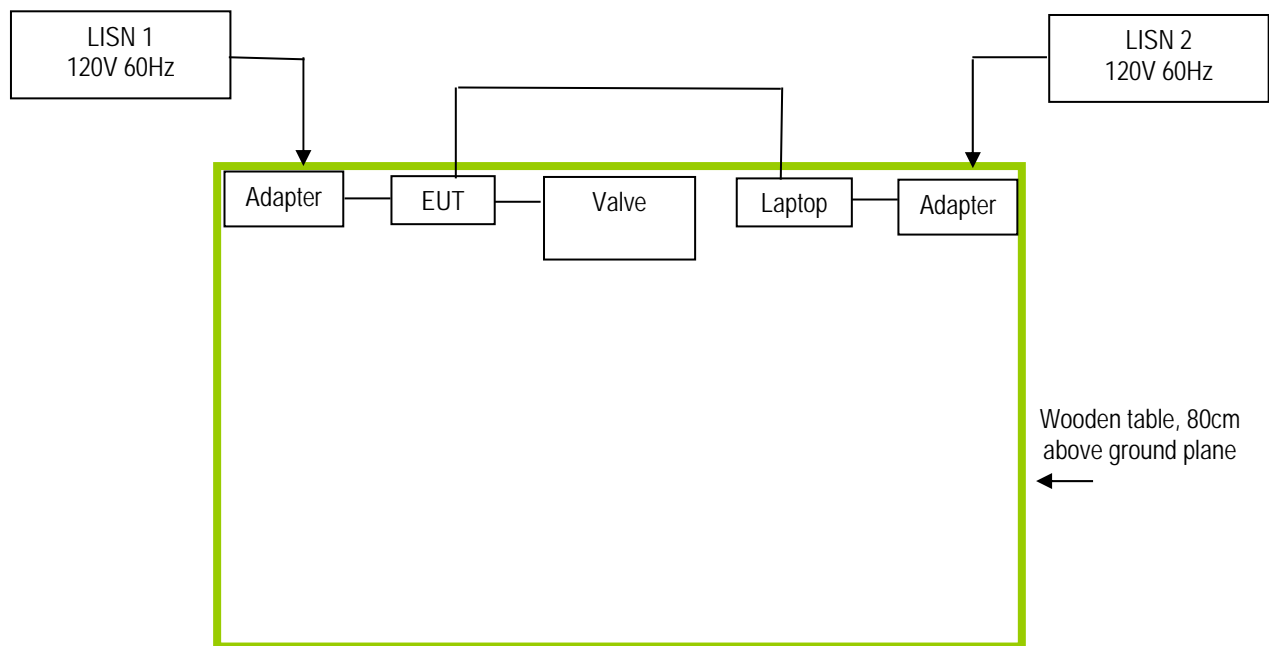 LISN 1
120V 60Hz
LISN 2
120V 60Hz
Adapter
EUT
Valve
Laptop
Adapter
Wooden table, 80cm
above ground plane